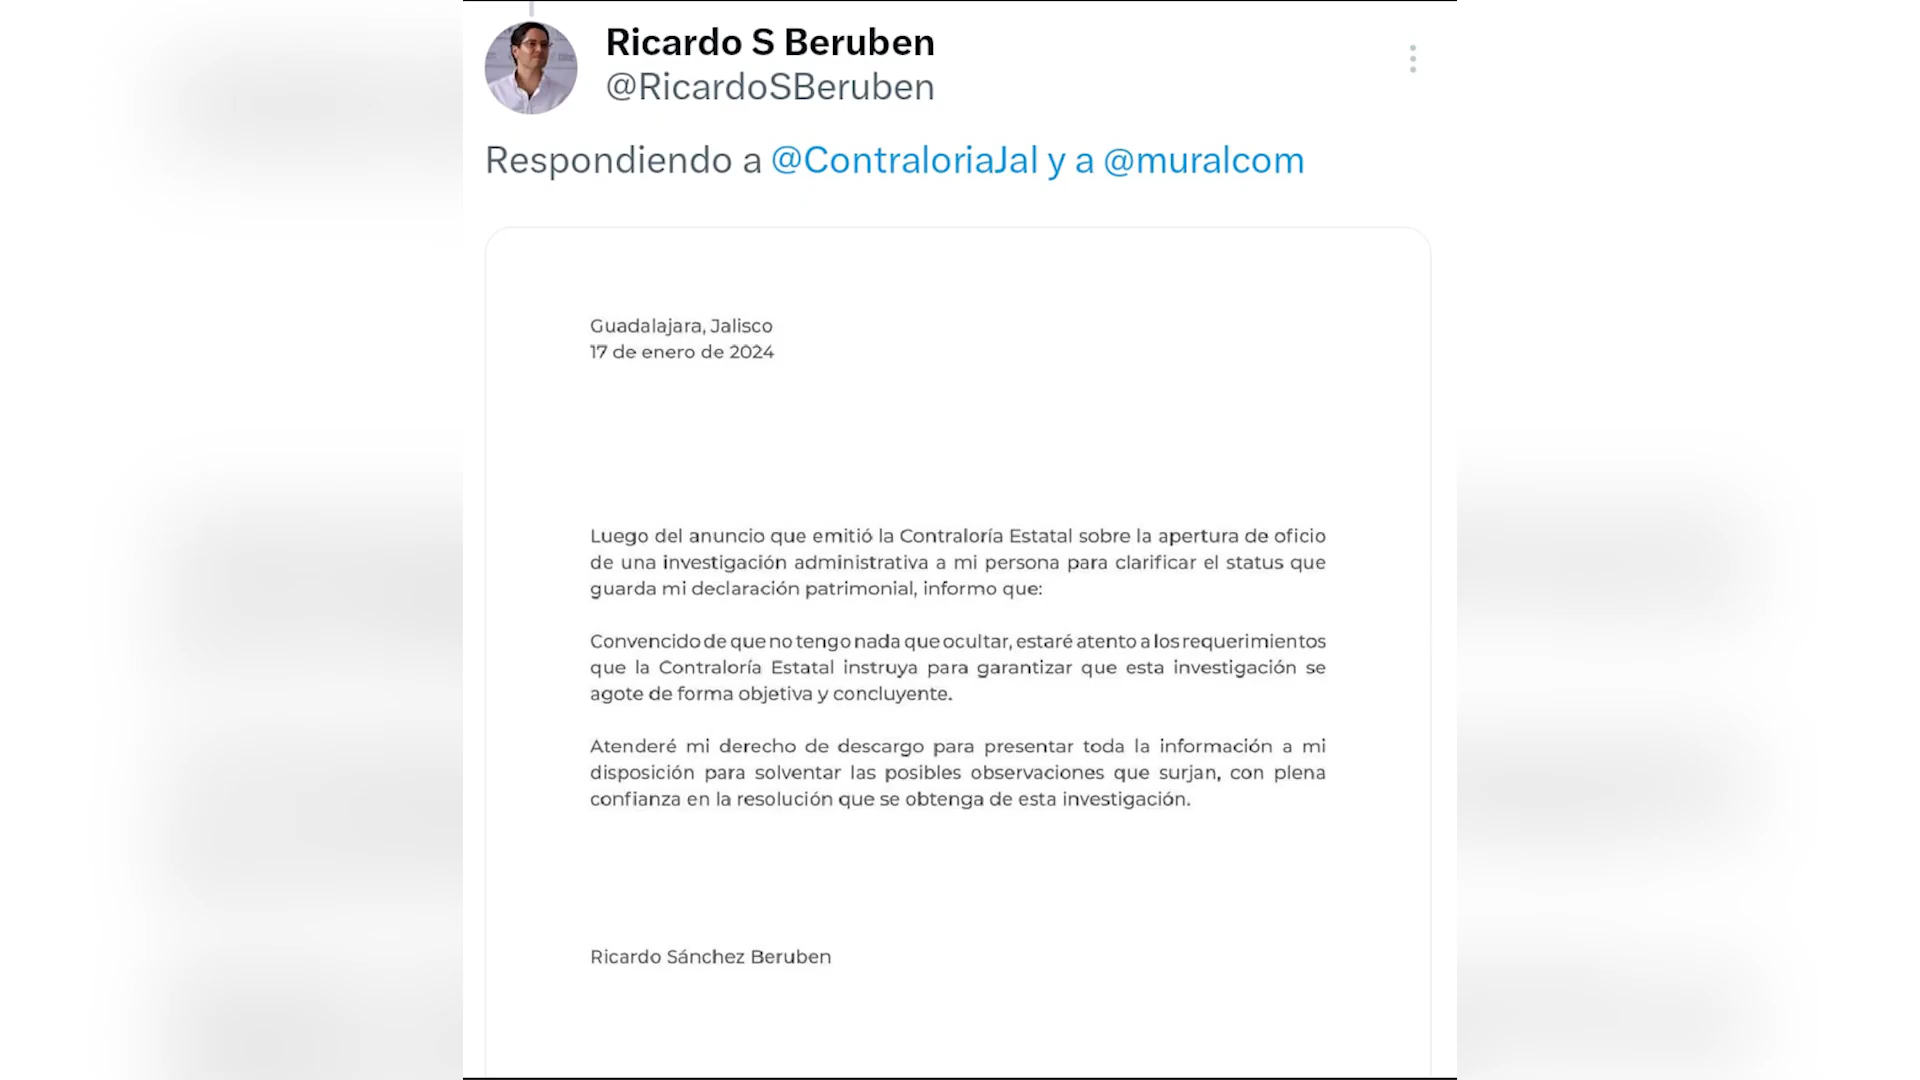 Ricardo S Beruben
@RicardoSBeruben
Respondiendo a @ContraloriaJal y a @muralcom
Guadalajara, Jalisco
17 de enero de 2024
Luego del anuncio que emitió la Contraloría Estatal sobre la apertura de oficio
de una investigación administrativa a mi persona para clarificar el status que
guarda mi declaración patrimonial, informo que:
Convencido de que no tengo nada que ocultar, estaré atento a los requerimientos
que la Contraloría Estatal instruya para garantizar que esta investigación se
agote de forma objetiva y concluyente.
Atenderé mi derecho de descargo para presentar toda la información a mi
disposición para solventar las posibles observaciones que surjan, con plena
confianza en la resolución que se obtenga de esta investigación.
Ricardo Sánchez Beruben